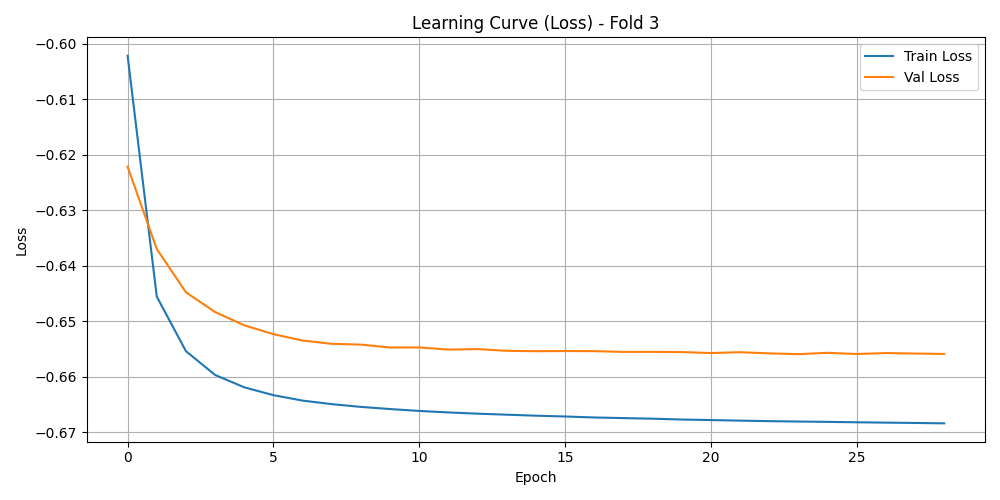 Learning Curve (Loss) - Fold 3
Train Loss
Val Loss
Loss
−0.60
−0.61
−0.62
−0.63
−0.64
−0.65
−0.66
−0.67
0
5
10
15
20
25
Epoch